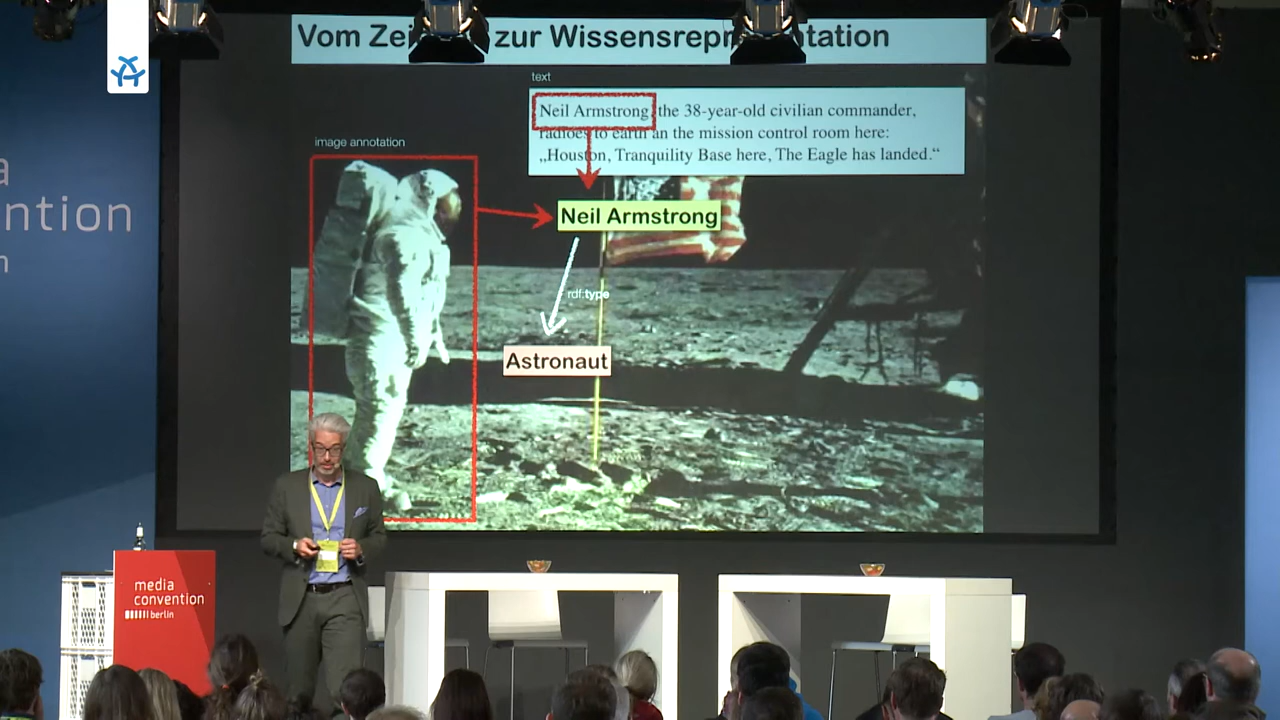 Vom Zei zur Wissensrepr tation
text
Neil Armstrong, the 38-year-old civilian commander,
radioes to earth an the mission control room here:
„Houston, Tranquility Base here, The Eagle has landed.“
image annotation
Neil Armstrong
rdf:type
Astronaut
a
ntion
n
media
convention
berlin